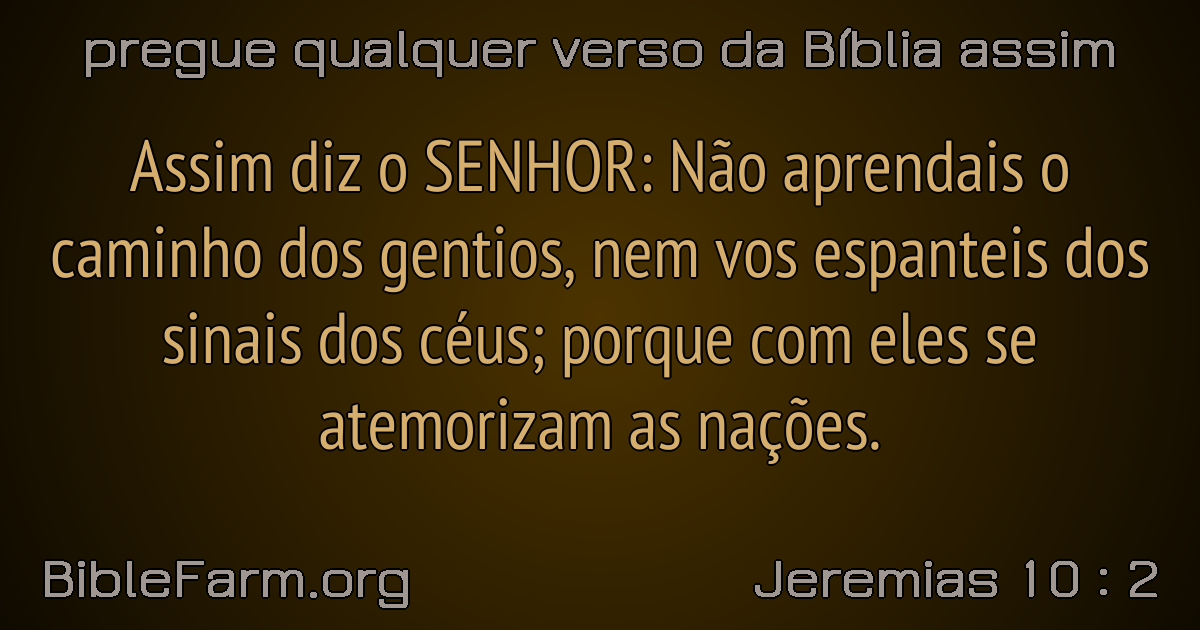 pregue qualquer verso da Bíblia assim
Assim diz o SENHOR: Não aprendais o
caminho dos gentios, nem vos espanteis dos
sinais dos céus; porque com eles se
atemorizam as nações.
BibleFarm.org
Jeremias 10 : 2